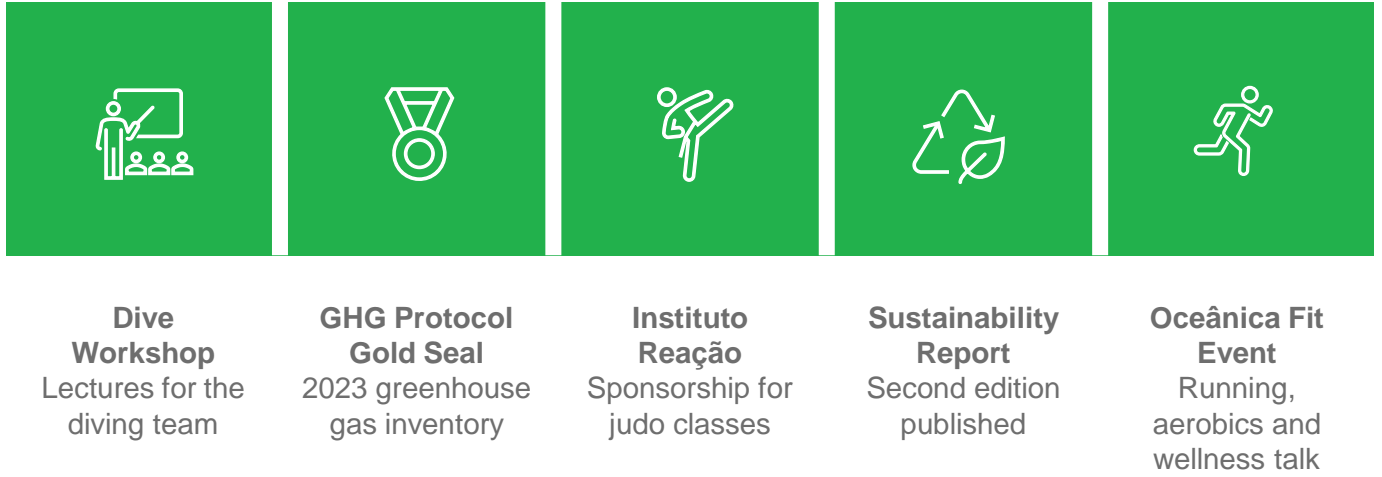 Dive
Workshop
Lectures for the
diving team
GHG Protocol
Gold Seal
2023 greenhouse
gas inventory
Instituto
Reação
Sponsorship for
judo classes
Sustainability
Report
Second edition
published
Oceânica Fit
Event
Running,
aerobics and
wellness talk